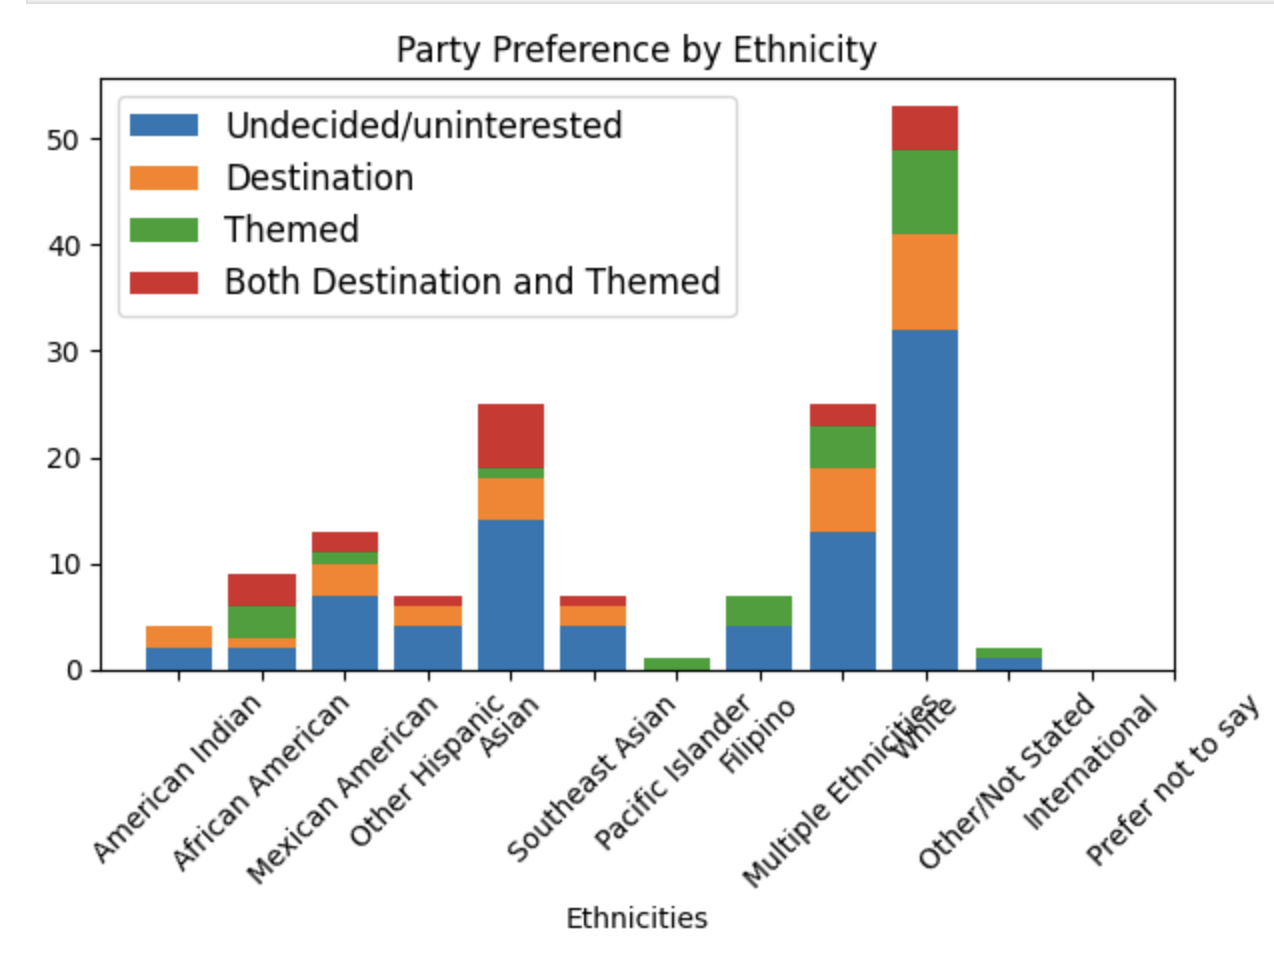 Party Preference by Ethnicity
Undecided/uninterested
Destination
Themed
Both Destination and Themed
50
40
30
20
10
0
American Indian
African American
Mexican American
Other Hispanic
Asian
Southeast Asian
Pacific Islander
Filipino
Multiple Ethnicities
White
Other/Not Stated
International
Prefer not to say
Ethnicities